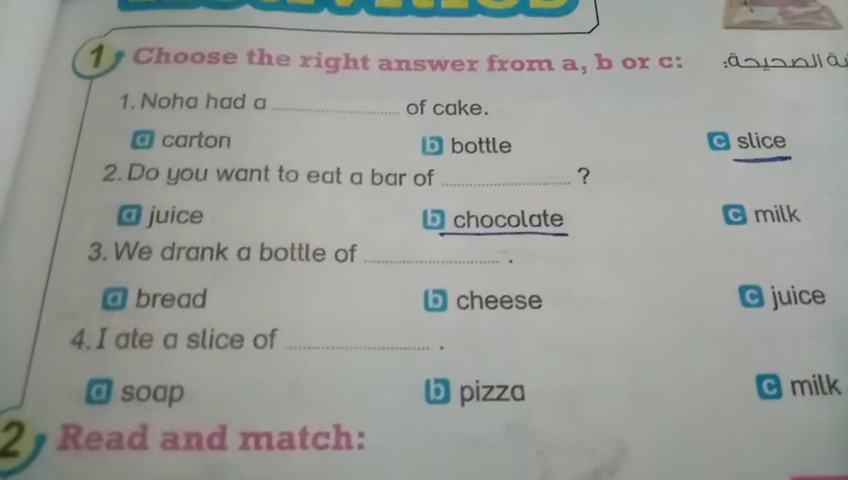 1 Choose the right answer from a, b or c: الصحيحة:
1. Noha had a .................... of cake.
a carton b bottle c slice
2. Do you want to eat a bar of .................... ?
a juice b chocolate c milk
3. We drank a bottle of .................... .
a bread b cheese c juice
4. I ate a slice of .................... .
a soap b pizza c milk
2 Read and match: